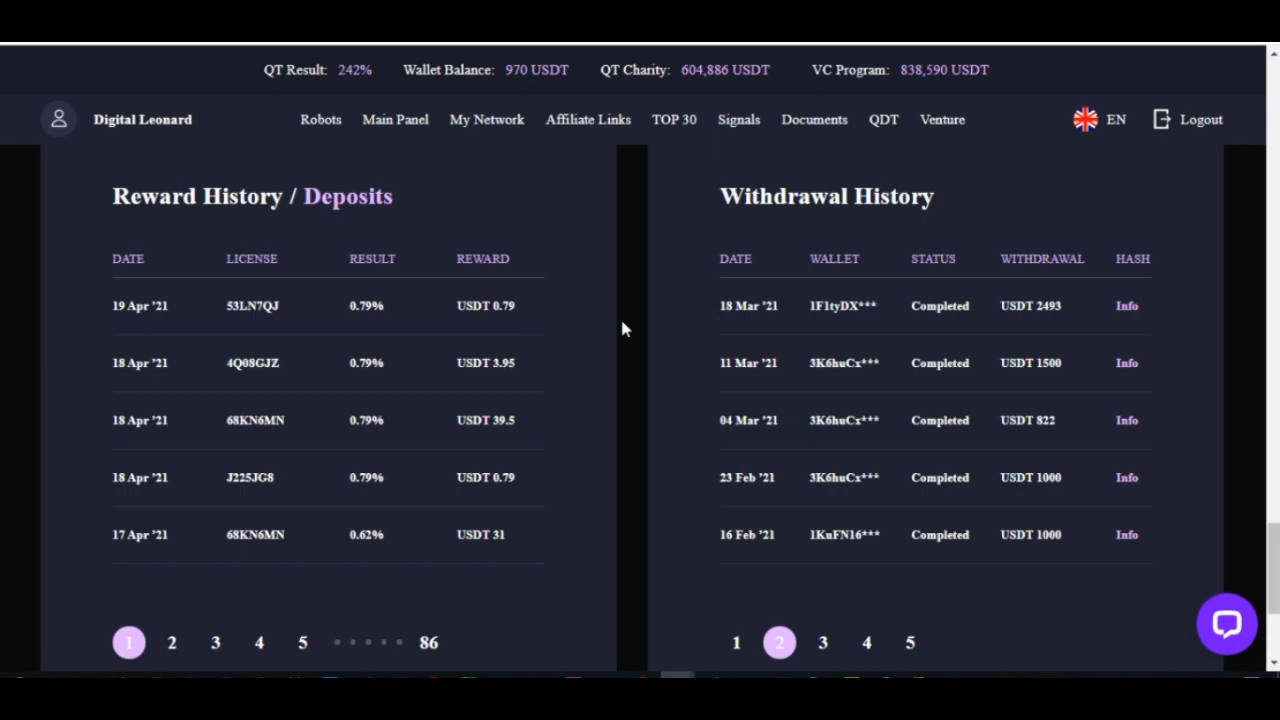 QT Result: 242% Wallet Balance: 970 USDT QT Charity: 604,886 USDT VC Program: 838,590 USDT
Digital Leonard Robots Main Panel My Network Affiliate Links TOP 30 Signals Documents QDT Venture EN Logout
Reward History / Deposits
DATE LICENSE RESULT REWARD
19 Apr '21 53LN7QJ 0.79% USDT 0.79
18 Apr '21 4Q08GJZ 0.79% USDT 3.95
18 Apr '21 68KN6MN 0.79% USDT 39.5
18 Apr '21 J225JG8 0.79% USDT 0.79
17 Apr '21 68KN6MN 0.62% USDT 31
1 2 3 4 5 • • • • • 86
Withdrawal History
DATE WALLET STATUS WITHDRAWAL HASH
18 Mar '21 1F1tyDX*** Completed USDT 2493 Info
11 Mar '21 3K6huCx*** Completed USDT 1500 Info
04 Mar '21 3K6huCx*** Completed USDT 822 Info
23 Feb '21 3K6huCx*** Completed USDT 1000 Info
16 Feb '21 1KuFN16*** Completed USDT 1000 Info
1 2 3 4 5